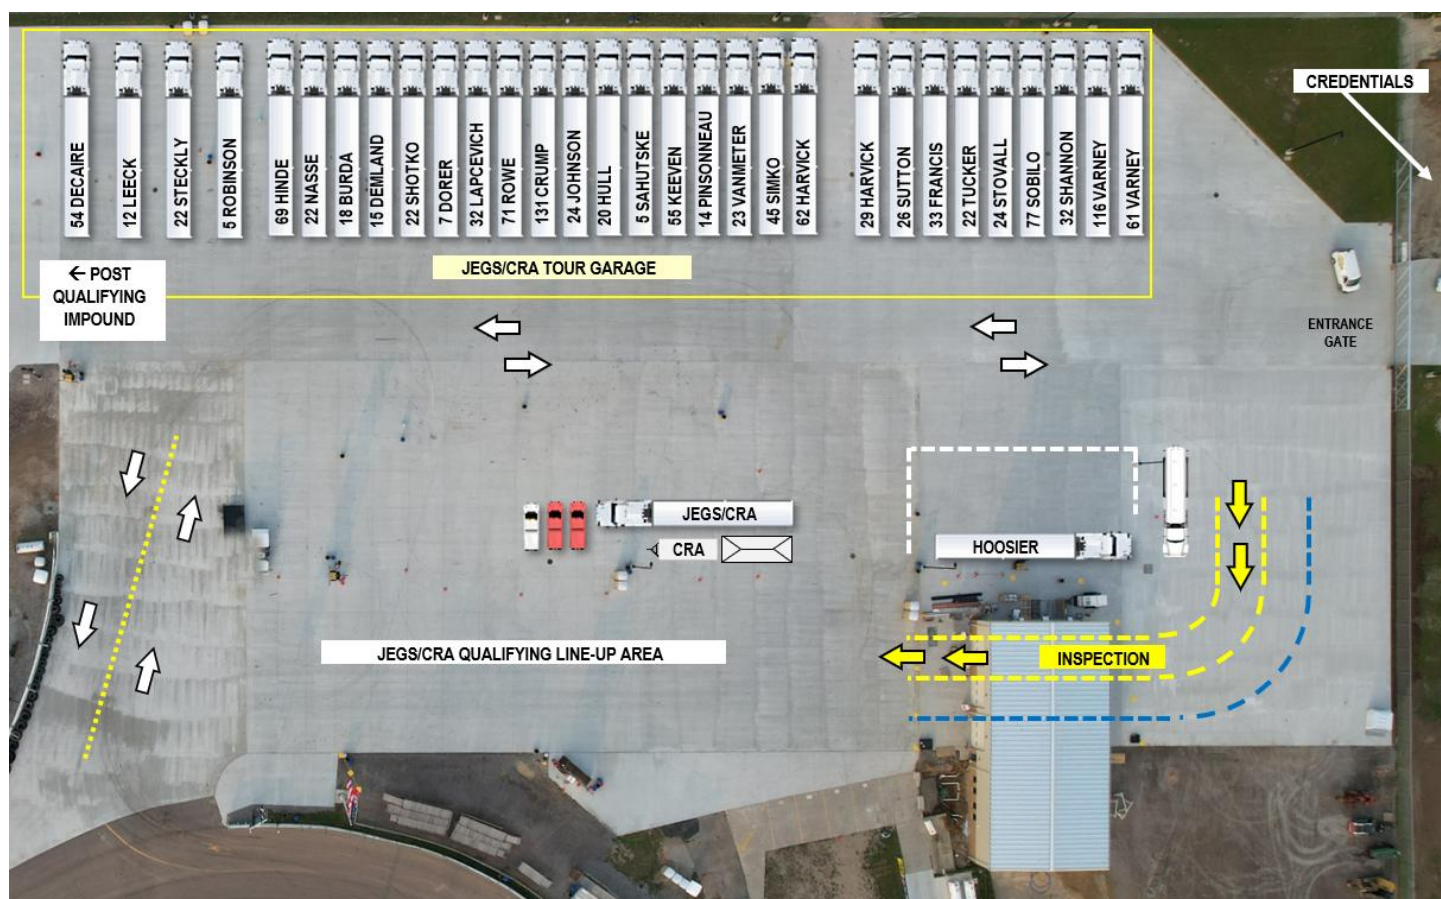 CREDENTIALS
54 DECAIRE
12 LEECK
22 STECKLY
5 ROBINSON
69 HINDE
22 NASSE
18 BURDA
15 DEMLAND
22 SHOTKO
7 DORER
32 LAPCEVICH
71 ROWE
131 CRUMP
24 JOHNSON
20 HULL
5 SAHUTSKE
55 KEEVEN
14 PINSONNEAU
23 VANMETER
45 SIMKO
62 HARVICK
29 HARVICK
26 SUTTON
33 FRANCIS
22 TUCKER
24 STOVALL
77 SOBILO
32 SHANNON
116 VARNEY
61 VARNEY
← POST
QUALIFYING
IMPOUND
JEGS/CRA TOUR GARAGE
ENTRANCE
GATE
JEGS/CRA
CRA
HOOSIER
JEGS/CRA QUALIFYING LINE-UP AREA
INSPECTION